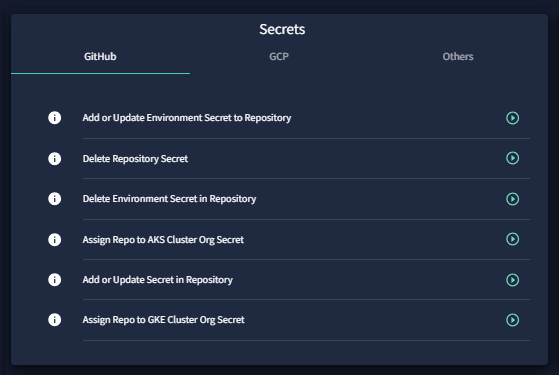 Secrets
GitHub GCP Others
Add or Update Environment Secret to Repository
Delete Repository Secret
Delete Environment Secret in Repository
Assign Repo to AKS Cluster Org Secret
Add or Update Secret in Repository
Assign Repo to GKE Cluster Org Secret